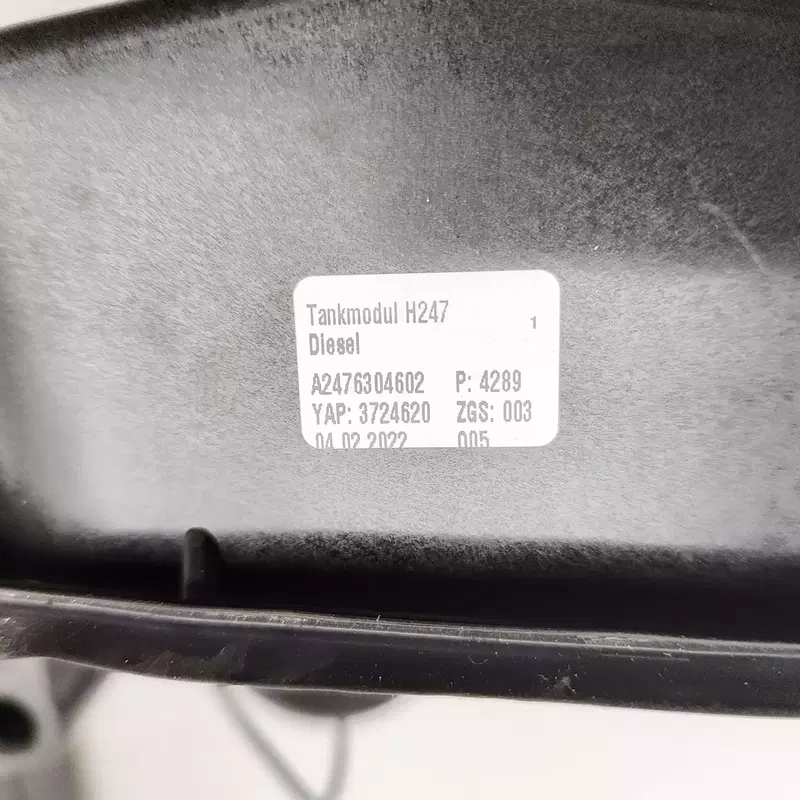 Tankmodul H247 1
Diesel
A2476304602 P: 4289
YAP: 3724620 ZGS: 003
04.02.2022 005